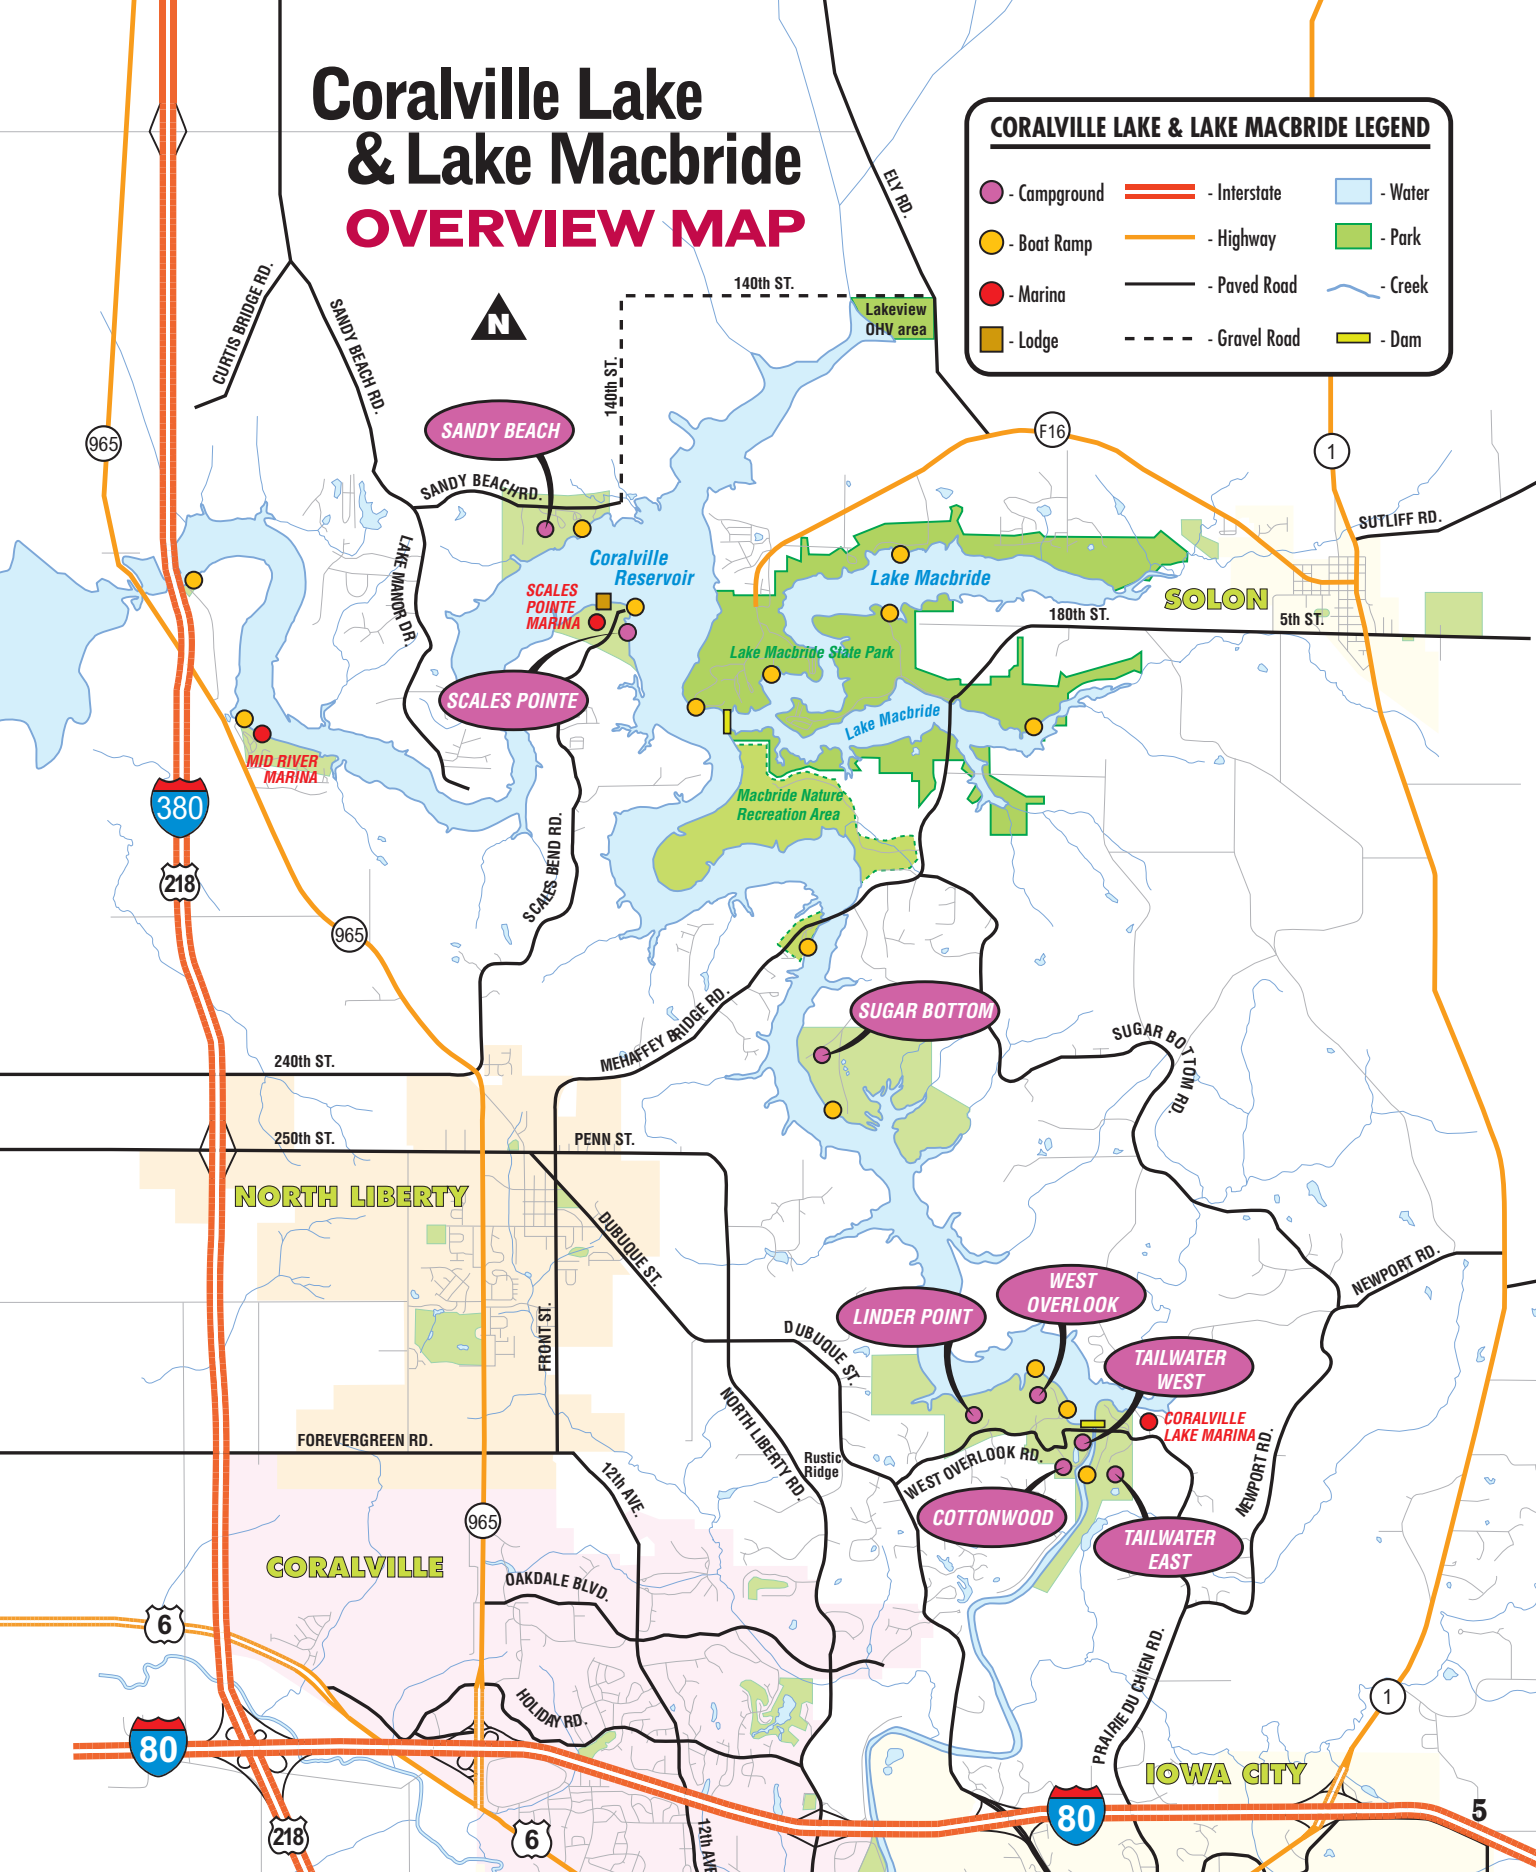 Coralville Lake
& Lake Macbride
OVERVIEW MAP
CORALVILLE LAKE & LAKE MACBRIDE LEGEND
- Campground
- Interstate
- Water
- Boat Ramp
- Highway
- Park
- Marina
- Paved Road
- Creek
- Lodge
- Gravel Road
- Dam
ELY RD.
CURTIS BRIDGE RD.
SANDY BEACH RD.
N
140th ST.
140th ST.
Lakeview
OHV area
965
SANDY BEACH
F16
1
SANDY BEACH RD.
SUTLIFF RD.
LAKE MANOR DR.
Coralville
Reservoir
Lake Macbride
SCALES
POINTE
MARINA
SOLON
180th ST.
5th ST.
Lake Macbride State Park
SCALES POINTE
Lake Macbride
MID RIVER
MARINA
380
Macbride Nature
Recreation Area
218
SCALES BEND RD.
965
SUGAR BOTTOM
MEHAFFEY BRIDGE RD.
SUGAR BOTTOM RD.
240th ST.
250th ST.
PENN ST.
NORTH LIBERTY
DUBUQUE ST.
NEWPORT RD.
WEST
OVERLOOK
LINDER POINT
FRONT ST.
DUBUQUE ST.
TAILWATER
WEST
NORTH LIBERTY RD.
CORALVILLE
LAKE MARINA
FOREVERGREEN RD.
Rustic
Ridge
WEST OVERLOOK RD.
NEWPORT RD.
12th AVE.
COTTONWOOD
965
TAILWATER
EAST
CORALVILLE
OAKDALE BLVD.
6
PRAIRIE DU CHIEN RD.
1
HOLIDAY RD.
80
IOWA CITY
80
5
218
6
12th AVE